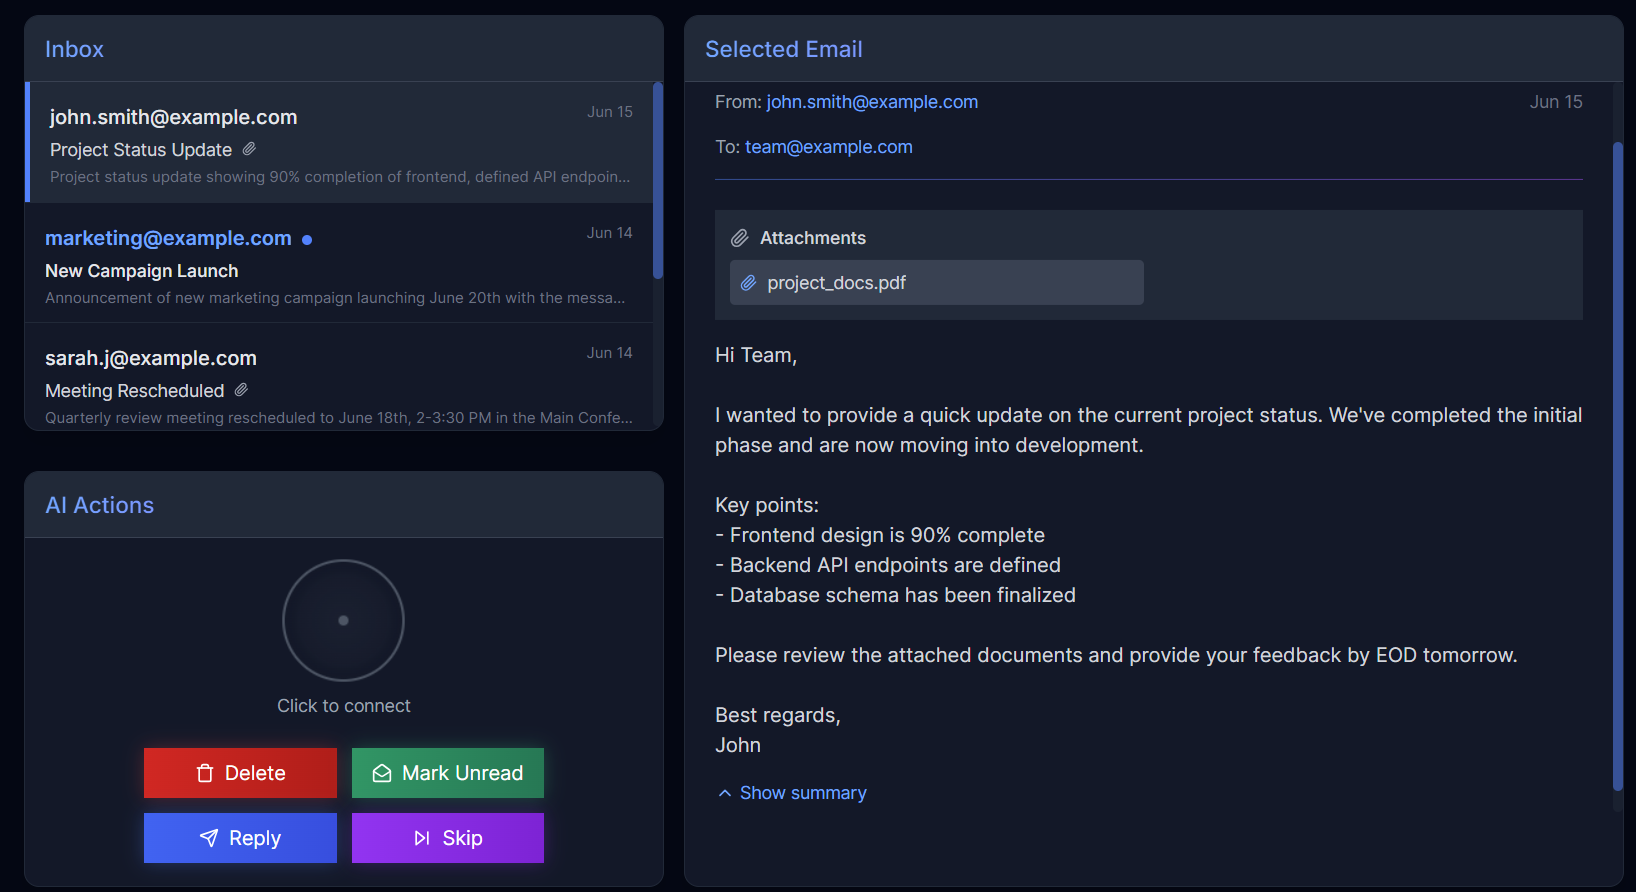 Inbox
john.smith@example.com
Jun 15
Project Status Update
Project status update showing 90% completion of frontend, defined API endpoin...
marketing@example.com
Jun 14
New Campaign Launch
Announcement of new marketing campaign launching June 20th with the messa...
sarah.j@example.com
Jun 14
Meeting Rescheduled
Quarterly review meeting rescheduled to June 18th, 2-3:30 PM in the Main Confe...
AI Actions
Click to connect
Delete
Mark Unread
Reply
Skip
Selected Email
From: john.smith@example.com
Jun 15
To: team@example.com
Attachments
project_docs.pdf
Hi Team,
I wanted to provide a quick update on the current project status. We've completed the initial
phase and are now moving into development.
Key points:
- Frontend design is 90% complete
- Backend API endpoints are defined
- Database schema has been finalized
Please review the attached documents and provide your feedback by EOD tomorrow.
Best regards,
John
Show summary